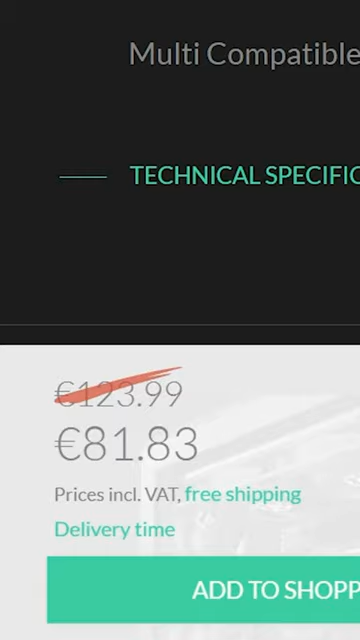 Multi Compatible
TECHNICAL SPECIFIC
€123.99
€81.83
Prices incl. VAT, free shipping
Delivery time
ADD TO SHOPP